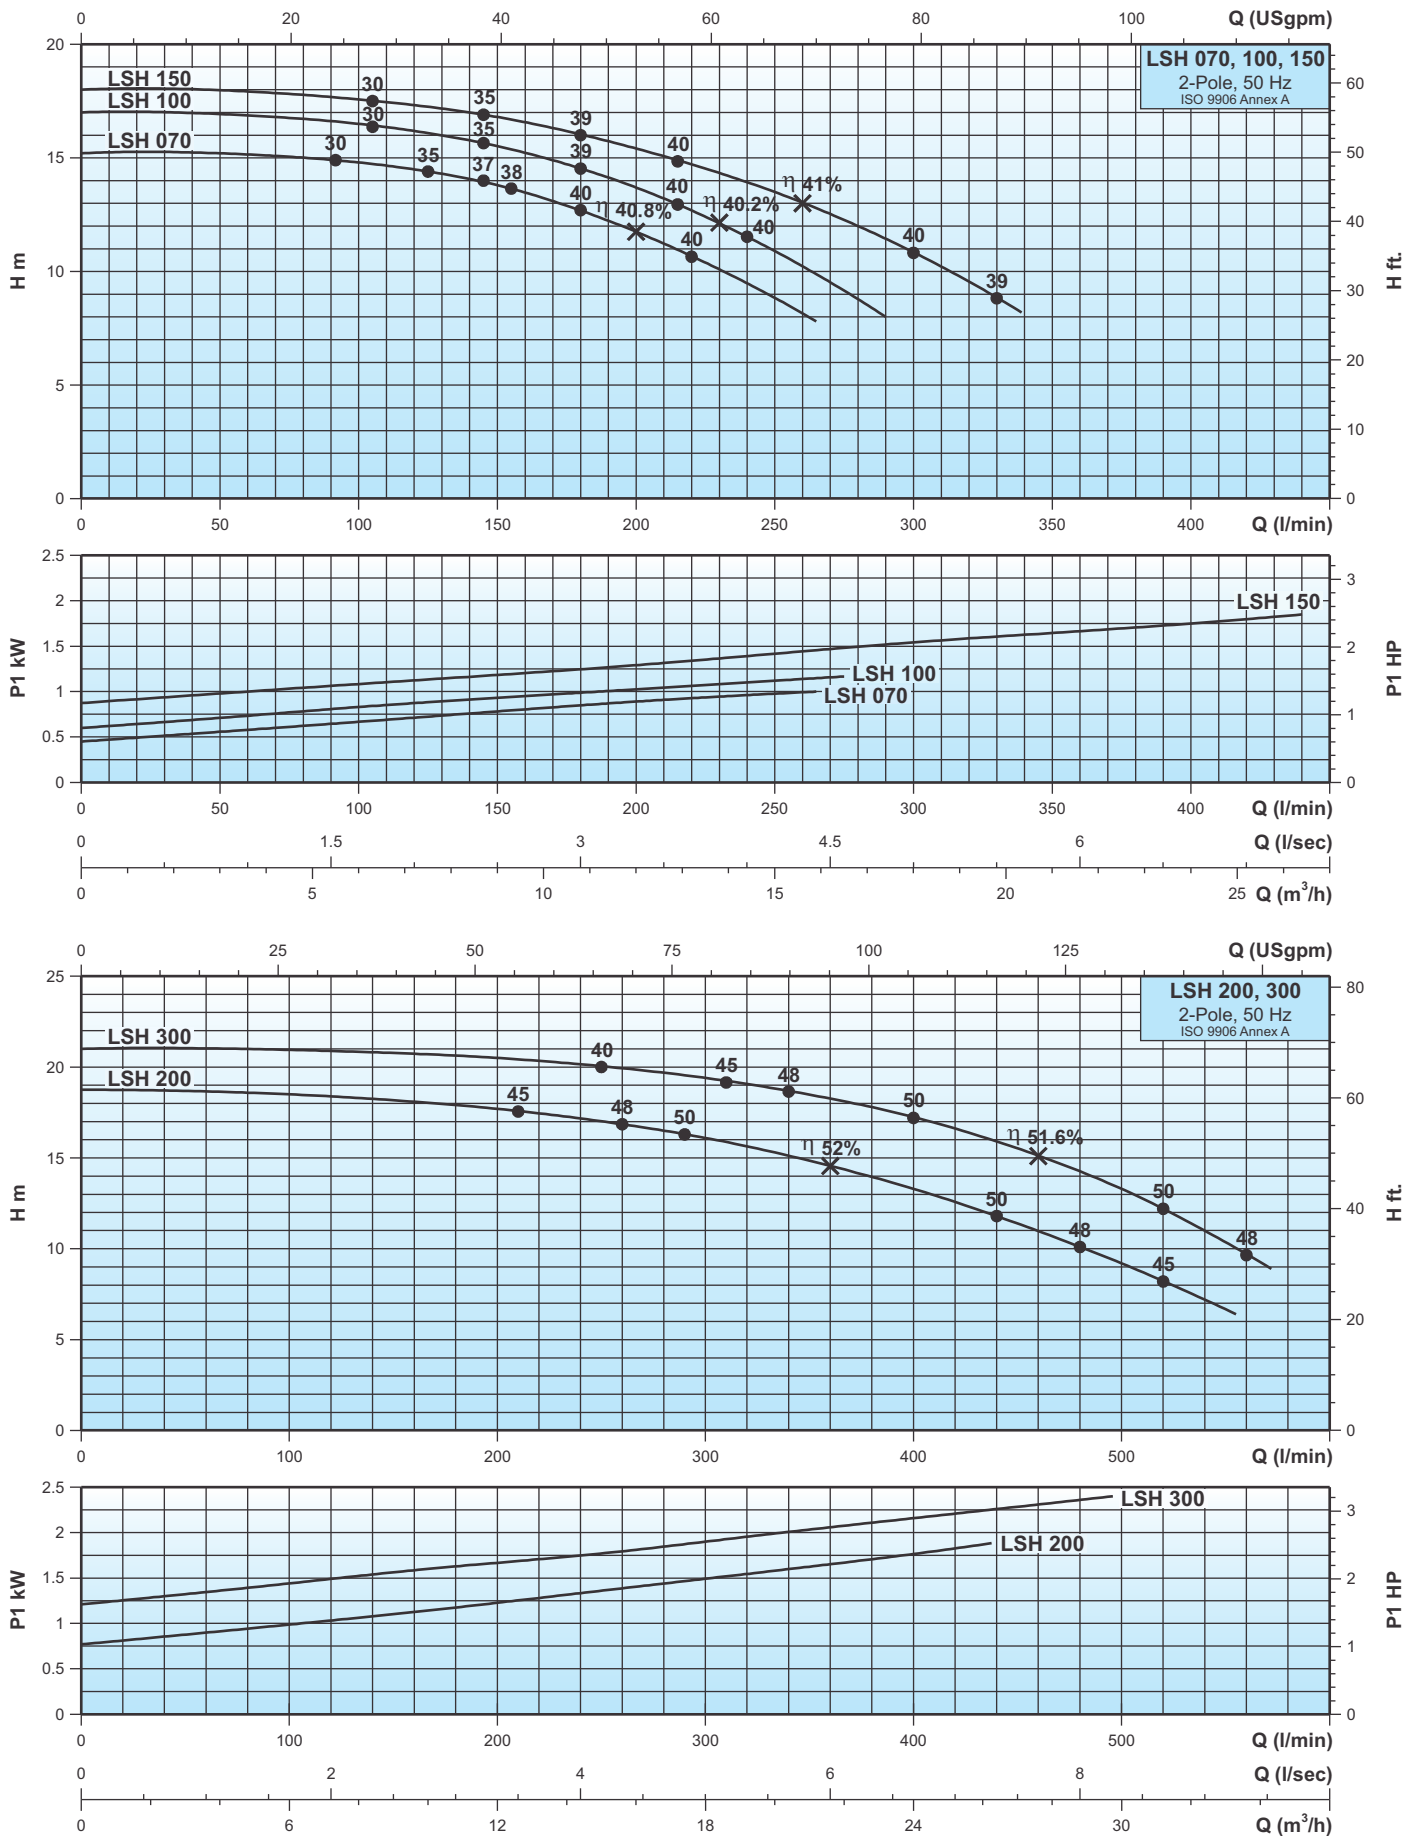 0 20 40 60 80 100 Q (USgpm)
LSH 070, 100, 150
2-Pole, 50 Hz
ISO 9906 Annex A
H m
20
15
10
5
0
H ft.
60
50
40
30
20
10
0
LSH 150
30 35 39 40 η 41% 40 39
LSH 100
30 35 39 40 η 40.2% 40
LSH 070
30 35 37 38 40 η 40.8% 40
0 50 100 150 200 250 300 350 400 Q (l/min)
P1 kW
2.5
2
1.5
1
0.5
0
P1 HP
3
2
1
0
LSH 150
LSH 100
LSH 070
0 50 100 150 200 250 300 350 400 Q (l/min)
0 1.5 3 4.5 6 Q (l/sec)
0 5 10 15 20 25 Q (m³/h)
0 25 50 75 100 125 Q (USgpm)
LSH 200, 300
2-Pole, 50 Hz
ISO 9906 Annex A
H m
25
20
15
10
5
0
H ft.
80
60
40
20
0
LSH 300
40 45 48 50 η 51.6% 50 48
LSH 200
45 48 50 η 52% 50 48 45
0 100 200 300 400 500 Q (l/min)
P1 kW
2.5
2
1.5
1
0.5
0
P1 HP
3
2
1
0
LSH 300
LSH 200
0 100 200 300 400 500 Q (l/min)
0 2 4 6 8 Q (l/sec)
0 6 12 18 24 30 Q (m³/h)